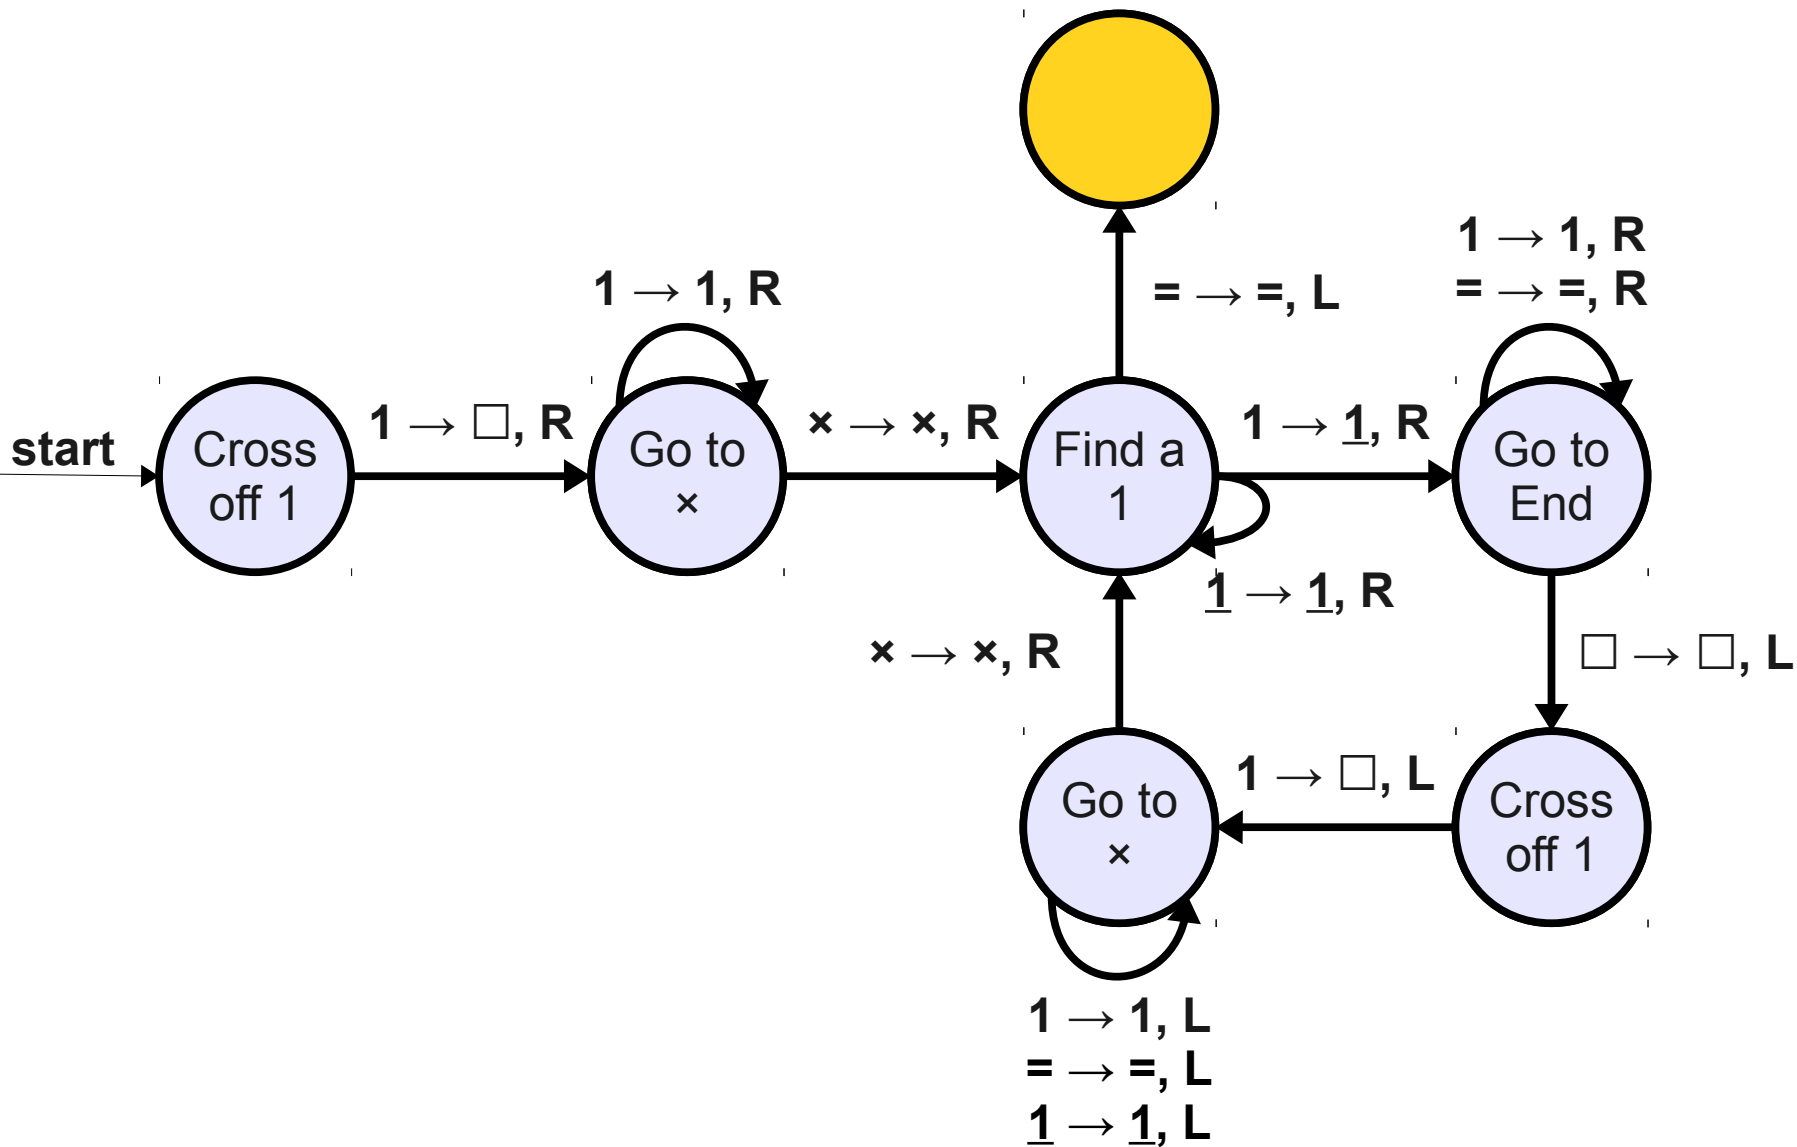 1 → 1, R
= → =, R
1 → 1, R
= → =, L
start
Cross
off 1
1 → □, R
Go to
×
× → ×, R
Find a
1
1 → 1, R
Go to
End
1 → 1, R
× → ×, R
□ → □, L
Go to
×
1 → □, L
Cross
off 1
1 → 1, L
= → =, L
1 → 1, L